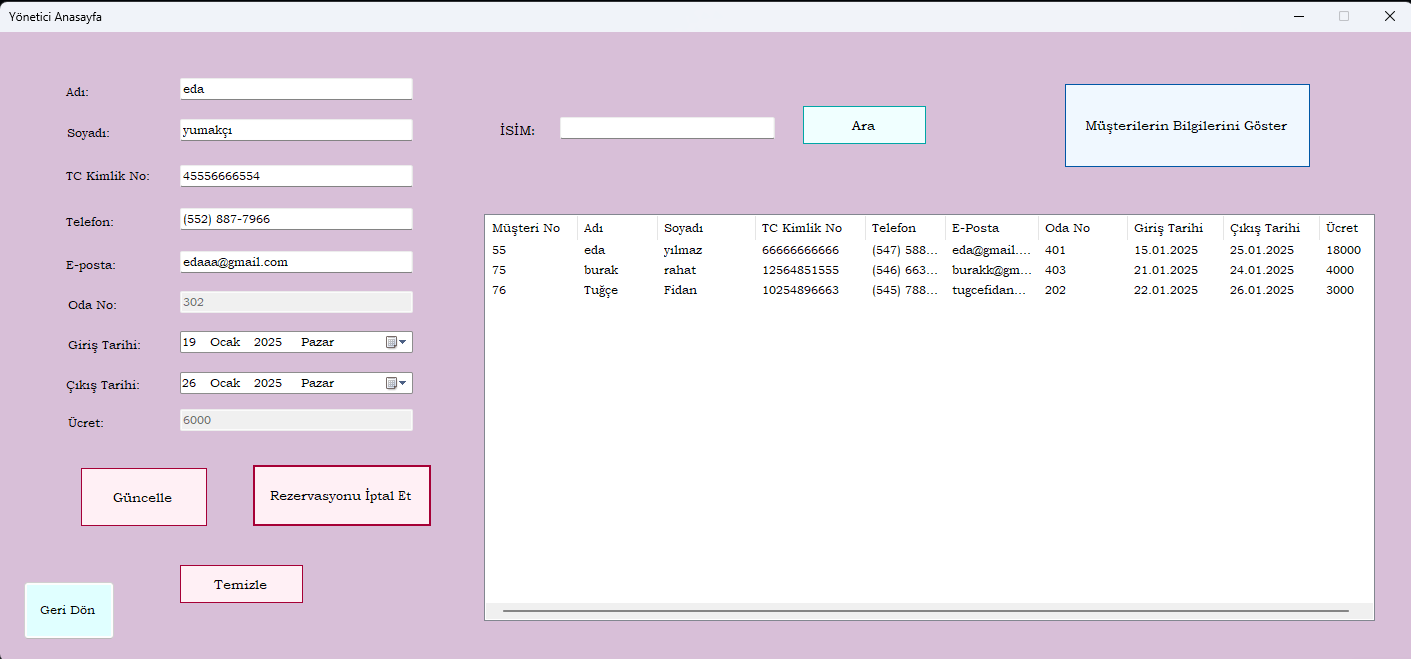 Yönetici Anasayfa
Adı: eda
Soyadı: yumakçı
TC Kimlik No: 45556666554
Telefon: (552) 887-7966
E-posta: edaaa@gmail.com
Oda No: 302
Giriş Tarihi: 19 Ocak 2025 Pazar
Çıkış Tarihi: 26 Ocak 2025 Pazar
Ücret: 6000
Güncelle
Rezervasyonu İptal Et
Temizle
Geri Dön
İSİM:
Ara
Müşterilerin Bilgilerini Göster
Müşteri No Adı Soyadı TC Kimlik No Telefon E-Posta Oda No Giriş Tarihi Çıkış Tarihi Ücret
55 eda yılmaz 66666666666 (547) 588... eda@gmail.... 401 15.01.2025 25.01.2025 18000
75 burak rahat 12564851555 (546) 663... burakk@gm... 403 21.01.2025 24.01.2025 4000
76 Tuğçe Fidan 10254896663 (545) 788... tugcefidan... 202 22.01.2025 26.01.2025 3000